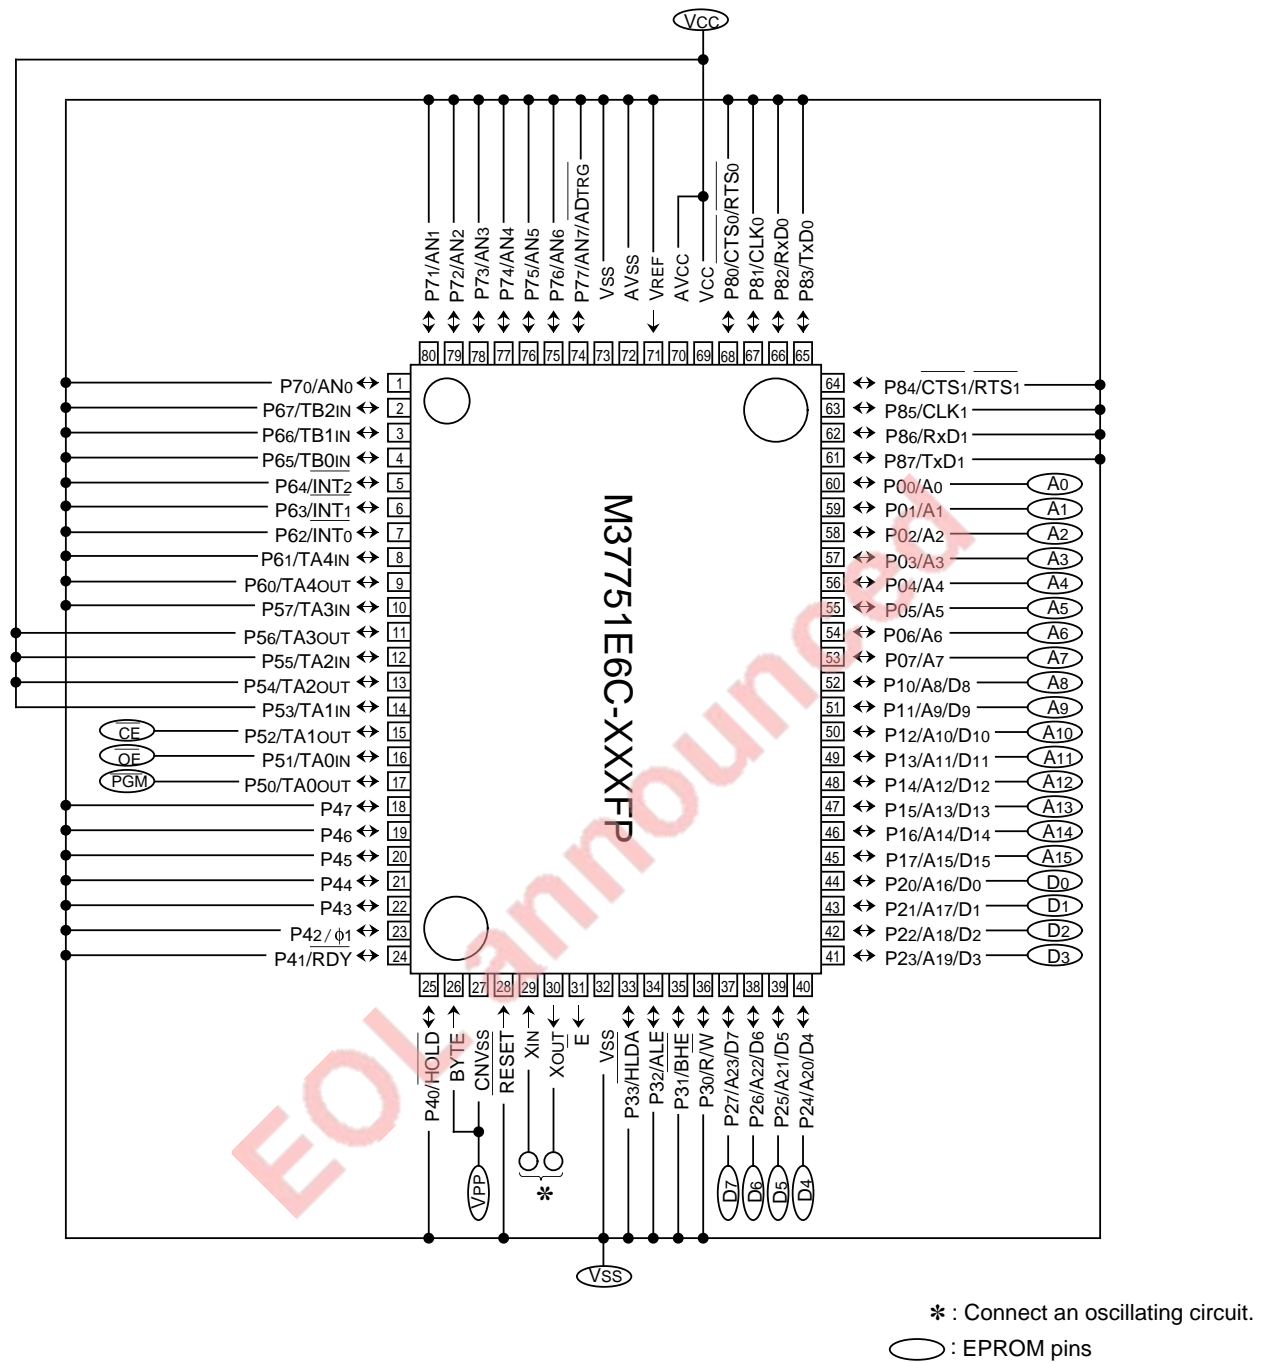 VCC
P71/AN1
P72/AN2
P73/AN3
P74/AN4
P75/AN5
P76/AN6
P77/AN7/ADTRG
VSS
AVSS
VREF
AVCC
VCC
P80/CTS0/RTS0
P81/CLK0
P82/RxD0
P83/TxD0
80 79 78 77 76 75 74 73 72 71 70 69 68 67 66 65
P70/AN0 1
P67/TB2IN 2
P66/TB1IN 3
P65/TB0IN 4
P64/INT2 5
P63/INT1 6
P62/INT0 7
P61/TA4IN 8
P60/TA4OUT 9
P57/TA3IN 10
P56/TA3OUT 11
P55/TA2IN 12
P54/TA2OUT 13
P53/TA1IN 14
CE P52/TA1OUT 15
OE P51/TA0IN 16
PGM P50/TA0OUT 17
P47 18
P46 19
P45 20
P44 21
P43 22
P42/ϕ1 23
P41/RDY 24
M37751E6C-XXXFP
64 P84/CTS1/RTS1
63 P85/CLK1
62 P86/RxD1
61 P87/TxD1
60 P00/A0 A0
59 P01/A1 A1
58 P02/A2 A2
57 P03/A3 A3
56 P04/A4 A4
55 P05/A5 A5
54 P06/A6 A6
53 P07/A7 A7
52 P10/A8/D8 A8
51 P11/A9/D9 A9
50 P12/A10/D10 A10
49 P13/A11/D11 A11
48 P14/A12/D12 A12
47 P15/A13/D13 A13
46 P16/A14/D14 A14
45 P17/A15/D15 A15
44 P20/A16/D0 D0
43 P21/A17/D1 D1
42 P22/A18/D2 D2
41 P23/A19/D3 D3
25 26 27 28 29 30 31 32 33 34 35 36 37 38 39 40
P40/HOLD
BYTE
CNVSS
RESET
XIN
XOUT
E
VSS
P33/HLDA
P32/ALE
P31/BHE
P30/R/W
P27/A23/D7
P26/A22/D6
P25/A21/D5
P24/A20/D4
VPP
✻
D7
D6
D5
D4
VSS
EOL announced
✻ : Connect an oscillating circuit.
: EPROM pins